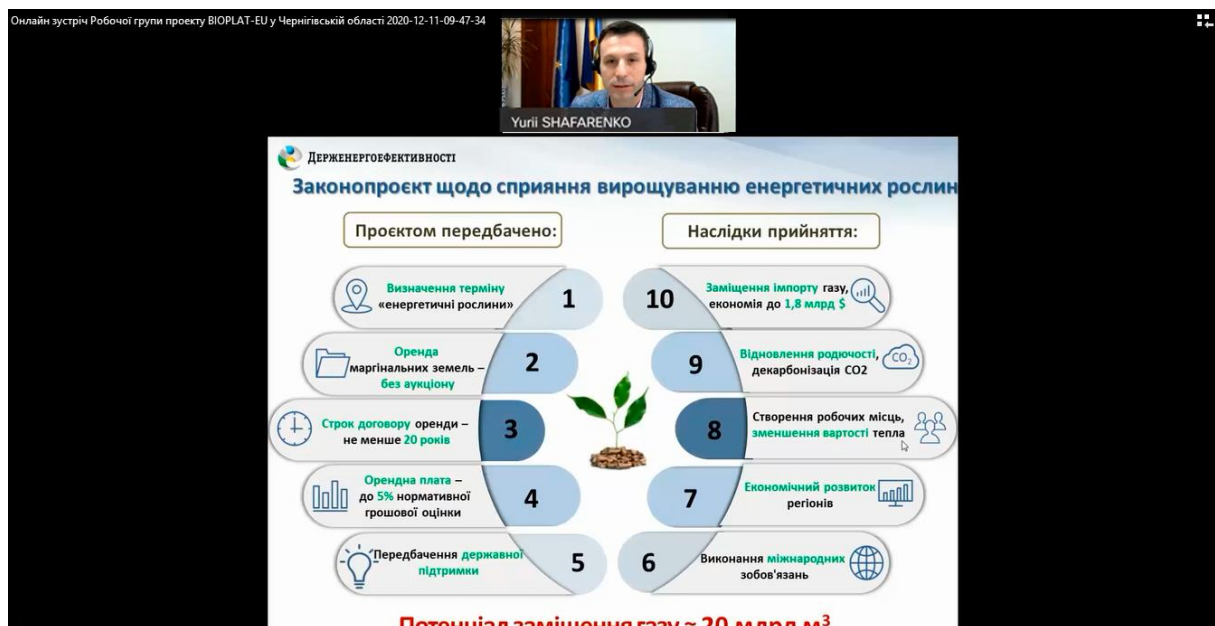 Онлайн зустріч Робочої групи проекту BIOPLAT-EU у Чернігівській області 2020-12-11-09-47-34
Yurii SHAFARENKO
ДЕРЖЕНЕРГОЕФЕКТИВНОСТІ
Законопроєкт щодо сприяння вирощуванню енергетичних рослин
Проєктом передбачено:
Визначення терміну
«енергетичні рослини»
1
Оренда
маргінальних земель –
без аукціону
2
Строк договору оренди –
не менше 20 років
3
Орендна плата –
до 5% нормативної
грошової оцінки
4
Передбачення державної
підтримки
5
Наслідки прийняття:
10
Заміщення імпорту газу,
економія до 1,8 млрд $
9
Відновлення родючості,
декарбонізація СО2
CO2
8
Створення робочих місць,
зменшення вартості тепла
7
Економічний розвиток
регіонів
6
Виконання міжнародних
зобов'язань
Потенціал заміщення газу ~ 20 млрд м³